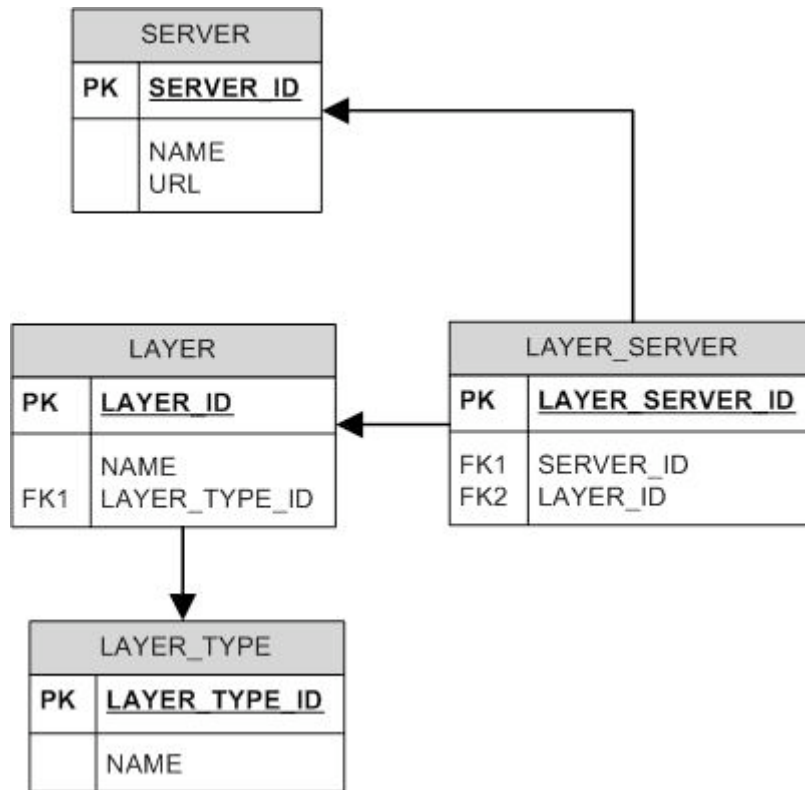 SERVER
PK SERVER_ID
NAME
URL
LAYER
PK LAYER_ID
NAME
FK1 LAYER_TYPE_ID
LAYER_SERVER
PK LAYER_SERVER_ID
FK1 SERVER_ID
FK2 LAYER_ID
LAYER_TYPE
PK LAYER_TYPE_ID
NAME